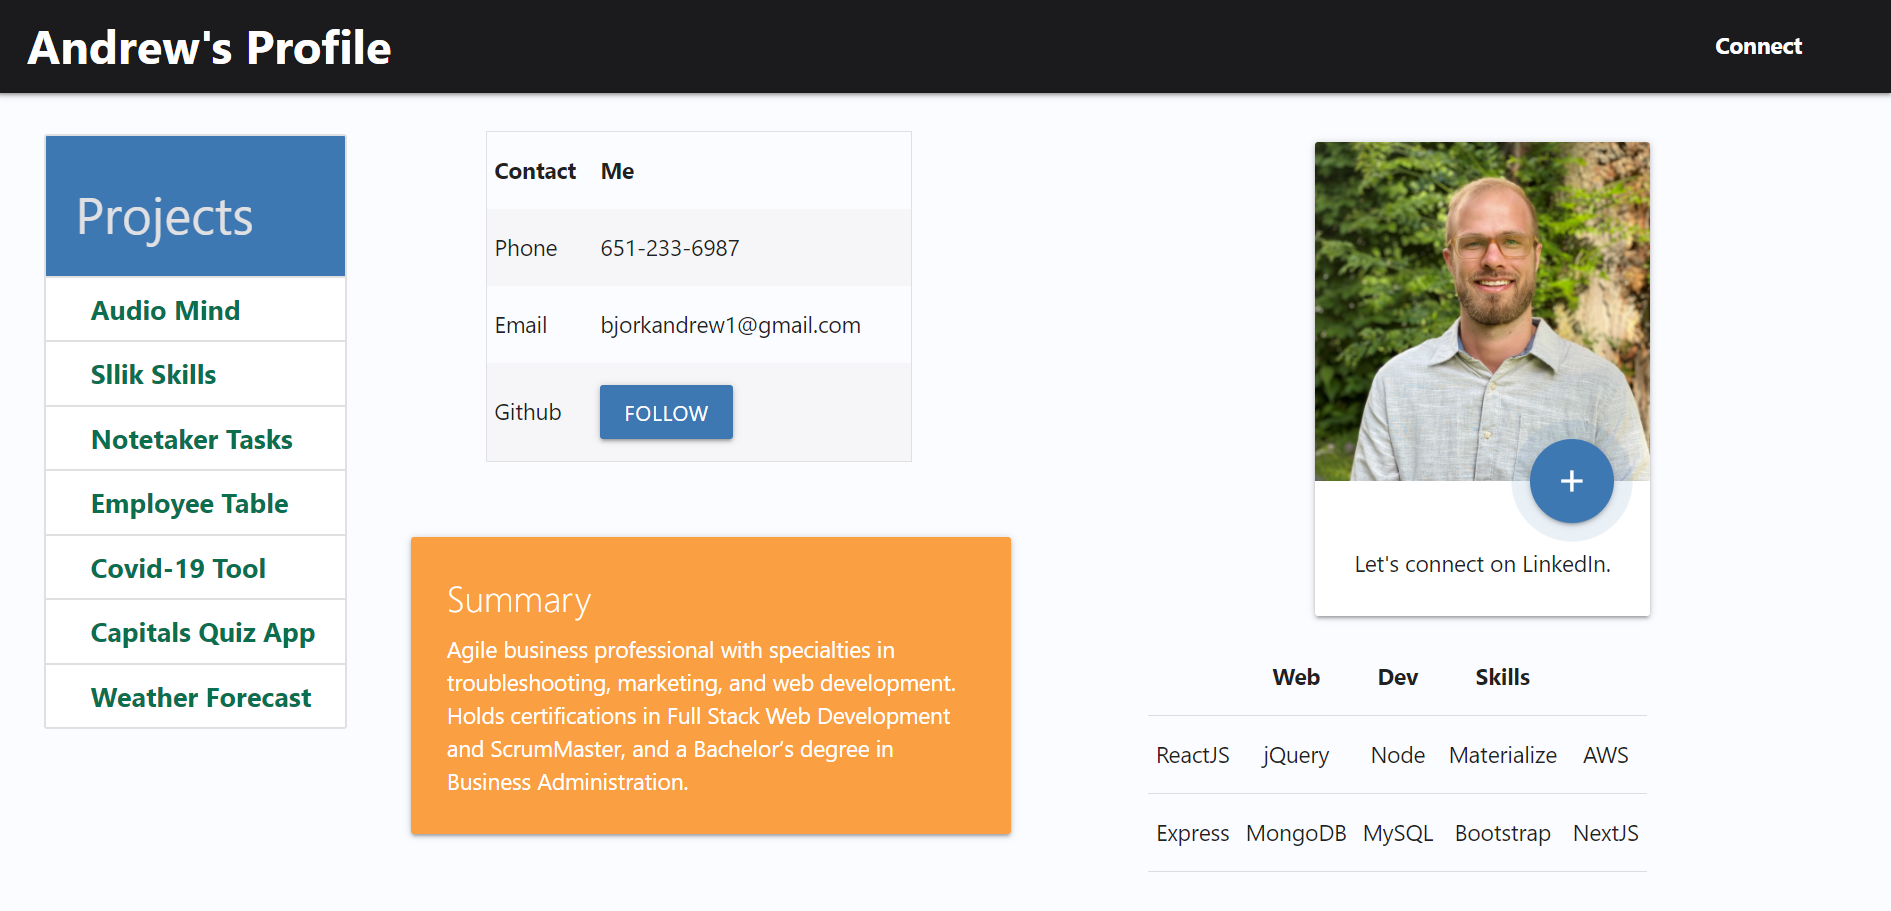 Andrew's Profile
Connect
Projects
Audio Mind
Sllik Skills
Notetaker Tasks
Employee Table
Covid-19 Tool
Capitals Quiz App
Weather Forecast
Contact Me
Phone 651-233-6987
Email bjorkandrew1@gmail.com
Github FOLLOW
Summary
Agile business professional with specialties in
troubleshooting, marketing, and web development.
Holds certifications in Full Stack Web Development
and ScrumMaster, and a Bachelor’s degree in
Business Administration.
+
Let's connect on LinkedIn.
Web Dev Skills
ReactJS jQuery Node Materialize AWS
Express MongoDB MySQL Bootstrap NextJS